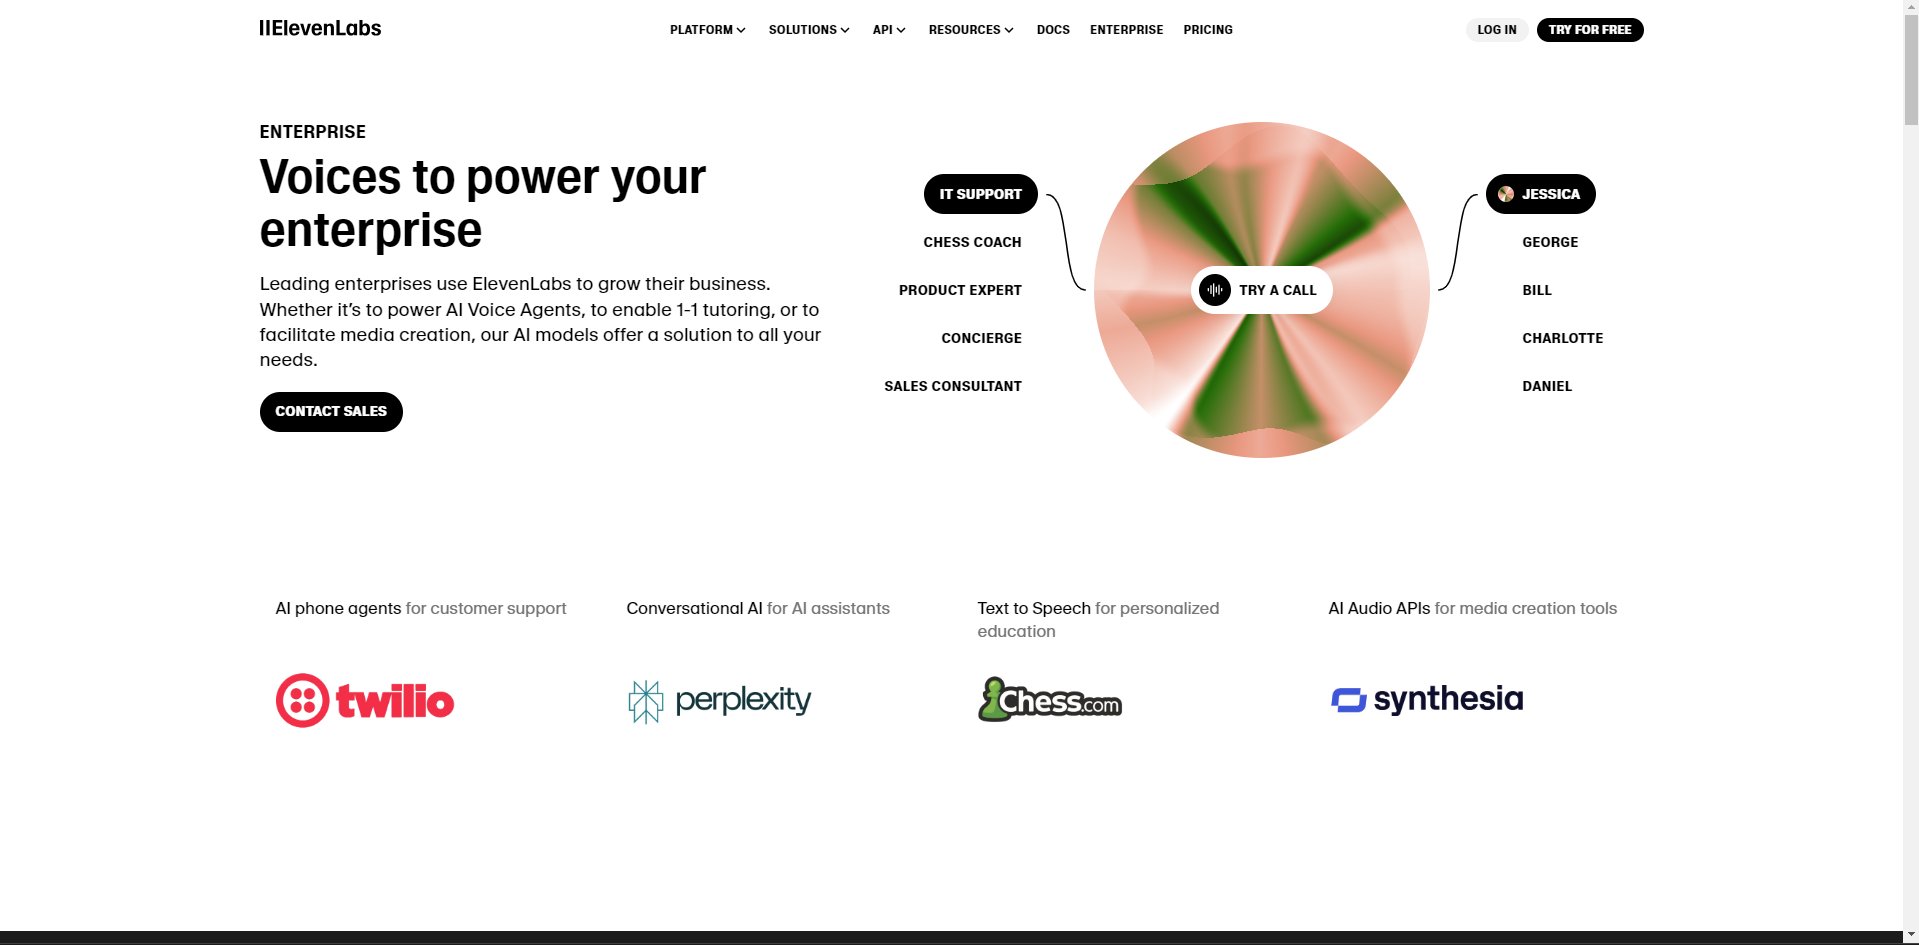 IIElevenLabs
PLATFORM
SOLUTIONS
API
RESOURCES
DOCS
ENTERPRISE
PRICING
LOG IN
TRY FOR FREE
ENTERPRISE
Voices to power your
enterprise
Leading enterprises use ElevenLabs to grow their business.
Whether it’s to power AI Voice Agents, to enable 1-1 tutoring, or to
facilitate media creation, our AI models offer a solution to all your
needs.
CONTACT SALES
IT SUPPORT
CHESS COACH
PRODUCT EXPERT
CONCIERGE
SALES CONSULTANT
TRY A CALL
JESSICA
GEORGE
BILL
CHARLOTTE
DANIEL
AI phone agents for customer support
twilio
Conversational AI for AI assistants
perplexity
Text to Speech for personalized
education
Chess.com
AI Audio APIs for media creation tools
synthesia